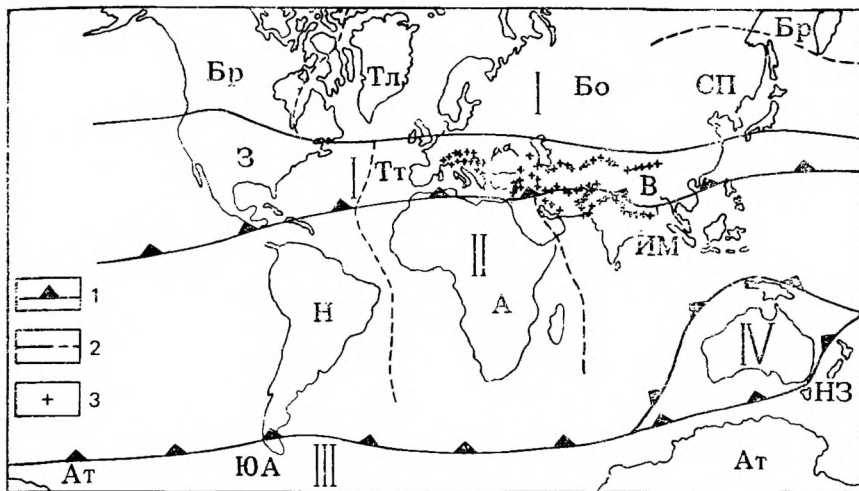 Бр
Бр
Тл
I
Бо
СП
З
I
Тт
В
II
ИМ
Н
А
IV
НЗ
Ат
ЮА
III
Ат
1
2
+ 3